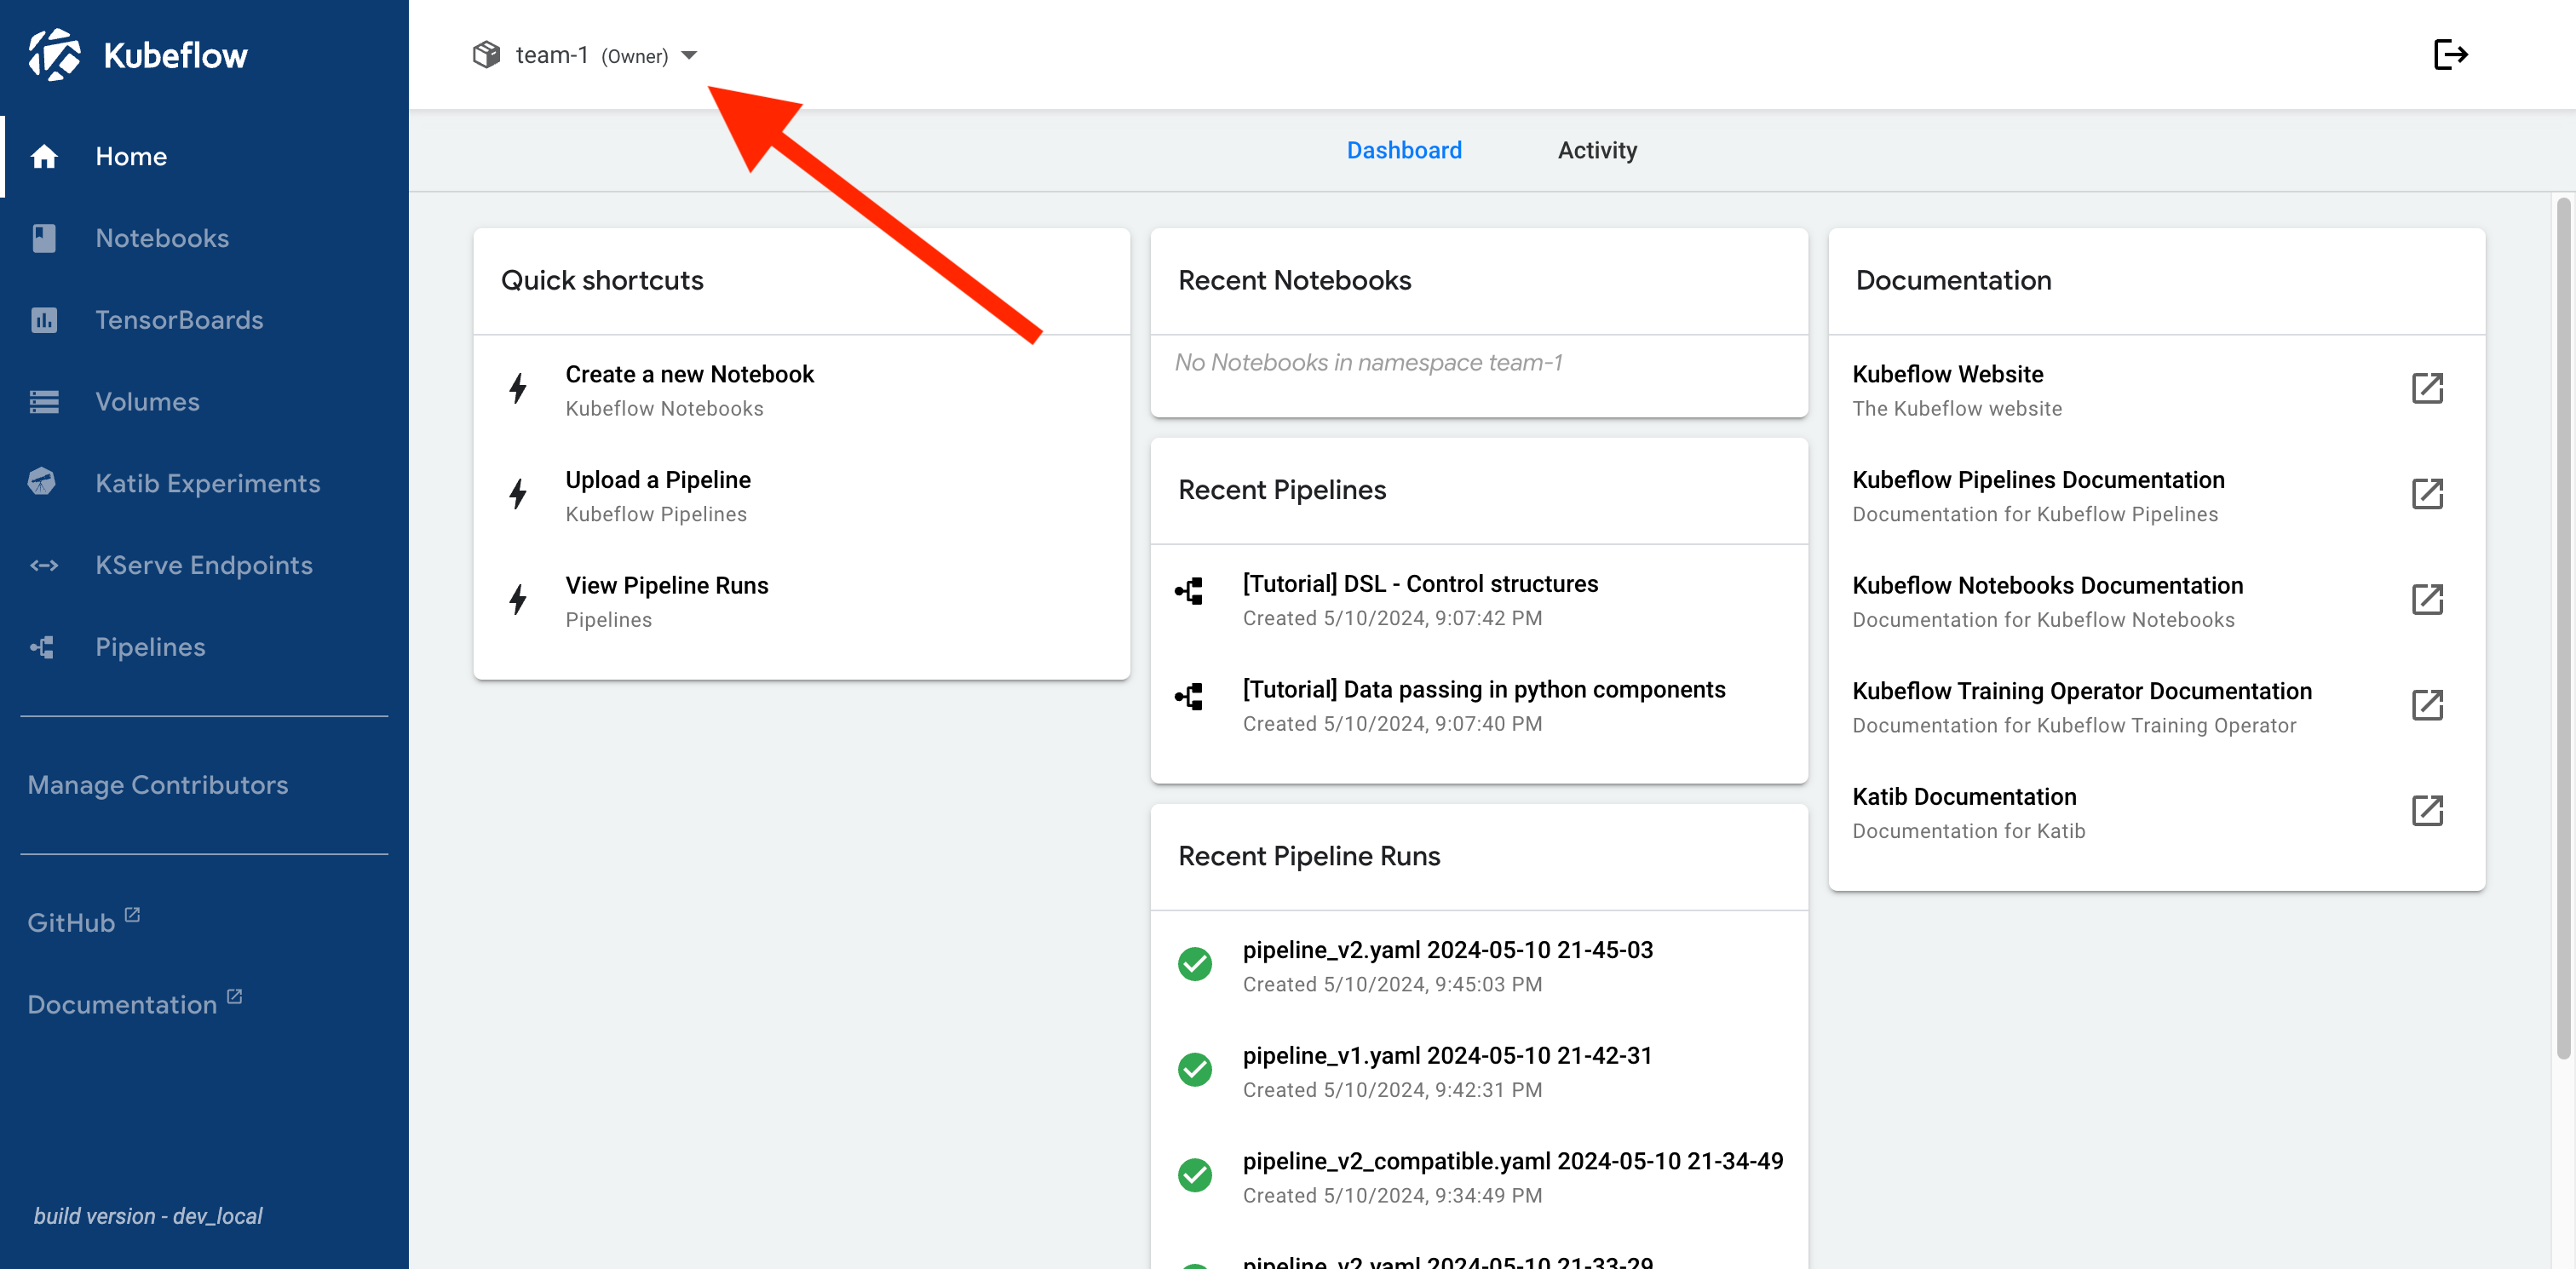 Kubeflow
team-1 (Owner)
Home
Notebooks
TensorBoards
Volumes
Katib Experiments
KServe Endpoints
Pipelines
Manage Contributors
GitHub
Documentation
build version - dev_local
Dashboard
Activity
Quick shortcuts
Create a new Notebook
Kubeflow Notebooks
Upload a Pipeline
Kubeflow Pipelines
View Pipeline Runs
Pipelines
Recent Notebooks
No Notebooks in namespace team-1
Recent Pipelines
[Tutorial] DSL - Control structures
Created 5/10/2024, 9:07:42 PM
[Tutorial] Data passing in python components
Created 5/10/2024, 9:07:40 PM
Recent Pipeline Runs
pipeline_v2.yaml 2024-05-10 21-45-03
Created 5/10/2024, 9:45:03 PM
pipeline_v1.yaml 2024-05-10 21-42-31
Created 5/10/2024, 9:42:31 PM
pipeline_v2_compatible.yaml 2024-05-10 21-34-49
Created 5/10/2024, 9:34:49 PM
pipeline_v2.yaml 2024-05-10 21-33-29
Documentation
Kubeflow Website
The Kubeflow website
Kubeflow Pipelines Documentation
Documentation for Kubeflow Pipelines
Kubeflow Notebooks Documentation
Documentation for Kubeflow Notebooks
Kubeflow Training Operator Documentation
Documentation for Kubeflow Training Operator
Katib Documentation
Documentation for Katib